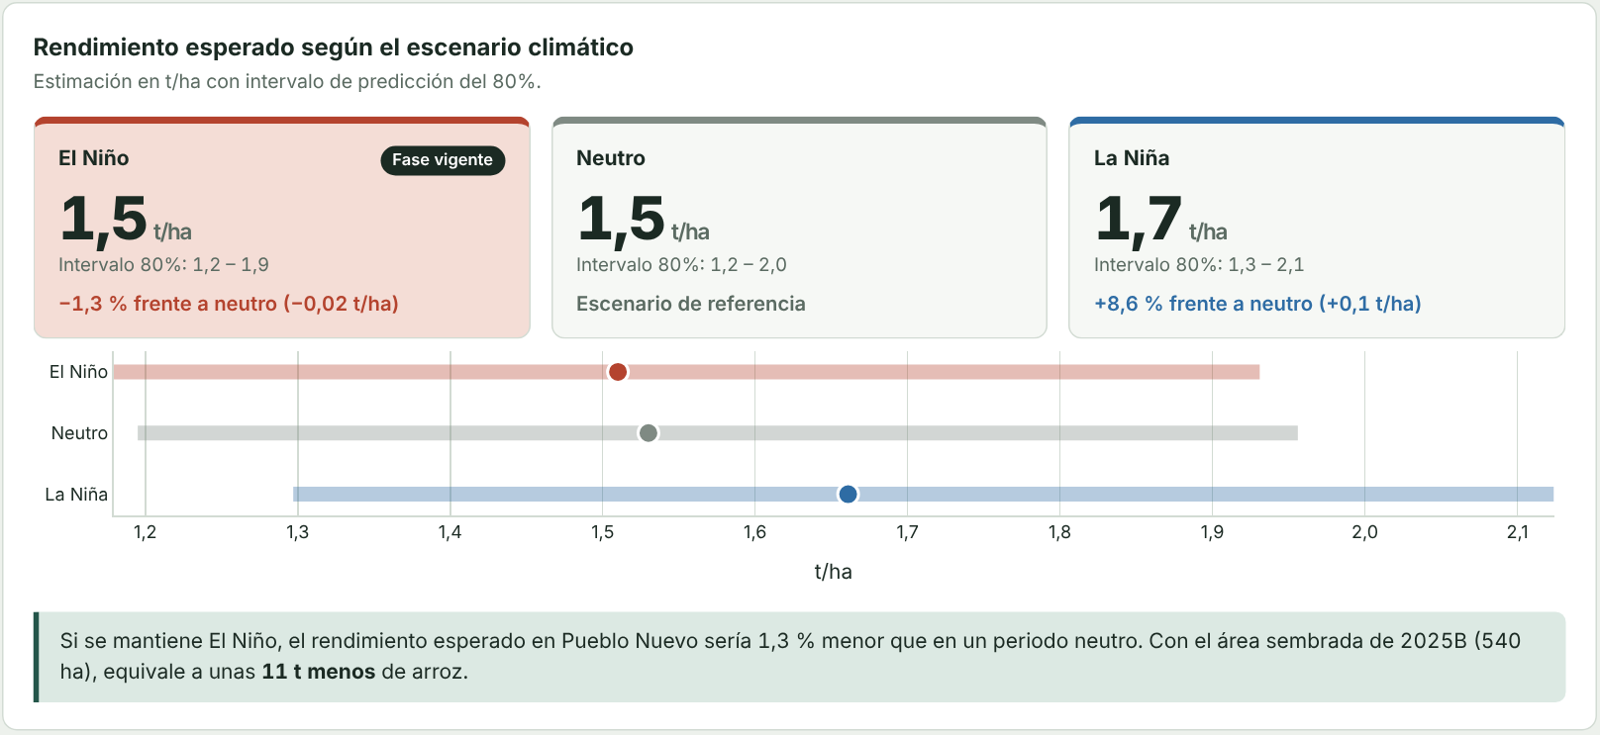 Rendimiento esperado según el escenario climático
Estimación en t/ha con intervalo de predicción del 80%.
El Niño
Fase vigente
1,5 t/ha
Intervalo 80%: 1,2 – 1,9
−1,3 % frente a neutro (−0,02 t/ha)
Neutro
1,5 t/ha
Intervalo 80%: 1,2 – 2,0
Escenario de referencia
La Niña
1,7 t/ha
Intervalo 80%: 1,3 – 2,1
+8,6 % frente a neutro (+0,1 t/ha)
El Niño
Neutro
La Niña
1,2 1,3 1,4 1,5 1,6 1,7 1,8 1,9 2,0 2,1
t/ha
Si se mantiene El Niño, el rendimiento esperado en Pueblo Nuevo sería 1,3 % menor que en un periodo neutro. Con el área sembrada de 2025B (540
ha), equivale a unas 11 t menos de arroz.